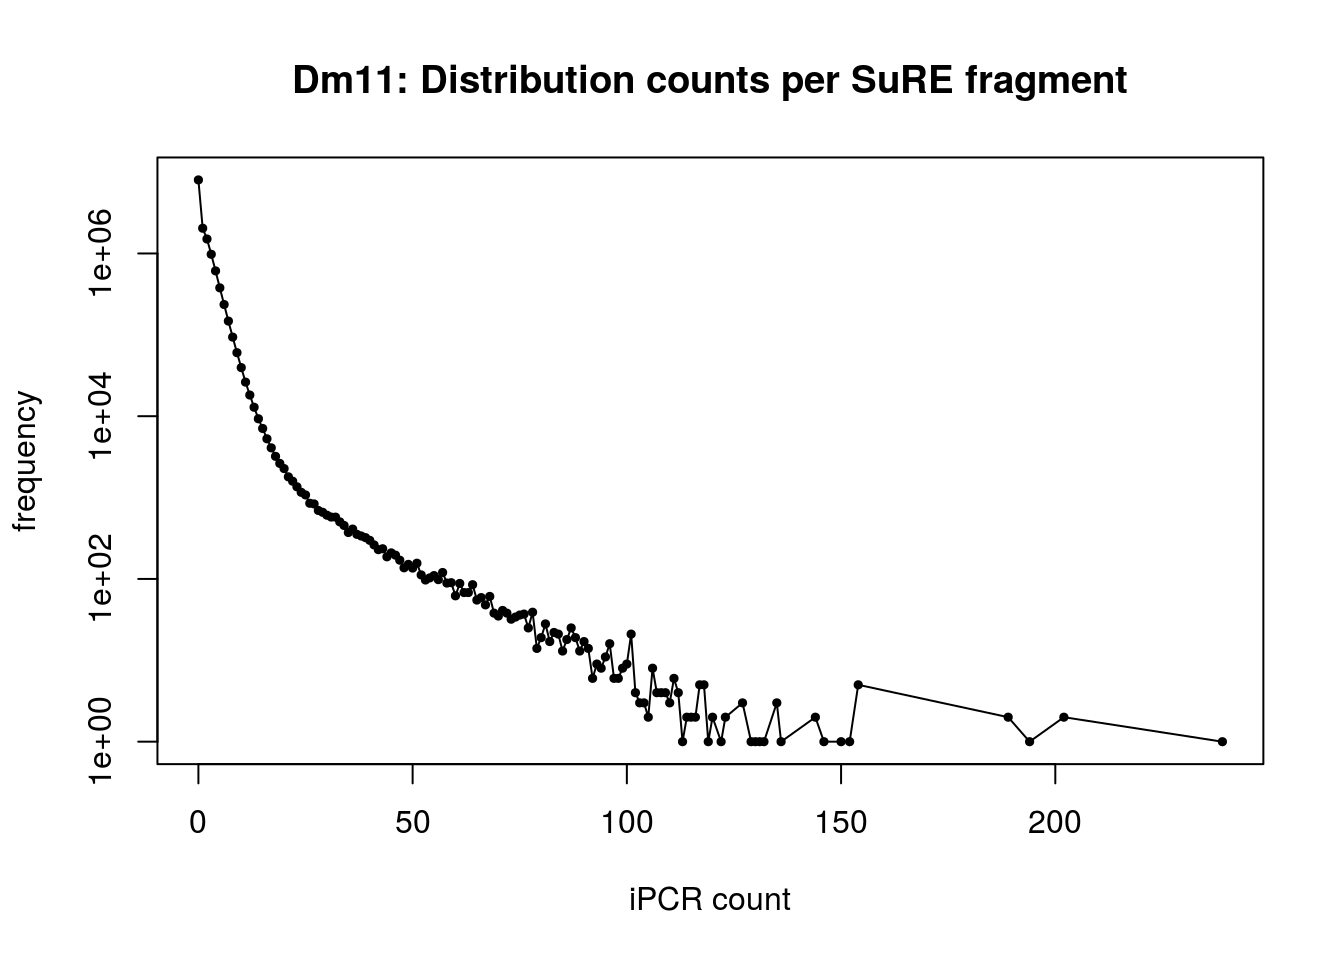 Dm11: Distribution counts per SuRE fragment
frequency
1e+06
1e+04
1e+02
1e+00
0 50 100 150 200
iPCR count